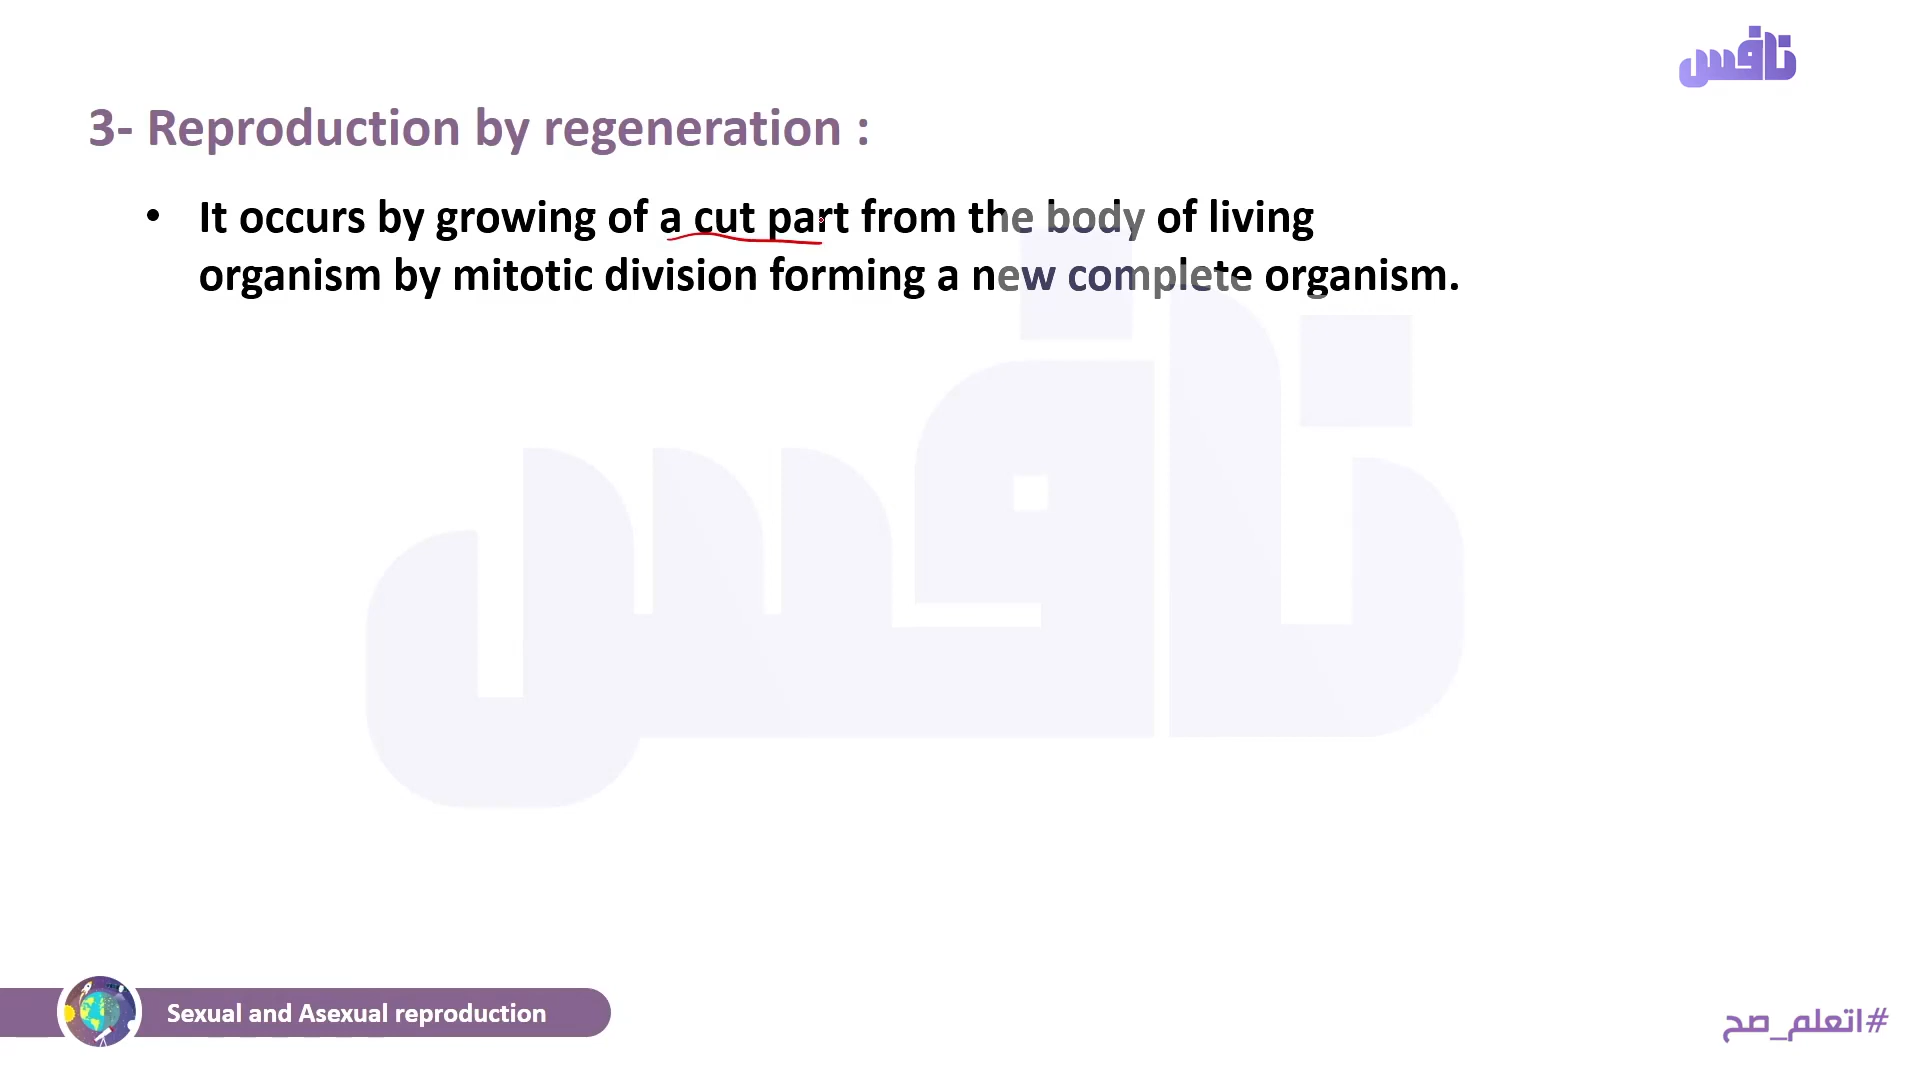 نافس
3- Reproduction by regeneration :
• It occurs by growing of a cut part from the body of living
organism by mitotic division forming a new complete organism.
نافس
Sexual and Asexual reproduction
#اتعلم_صح